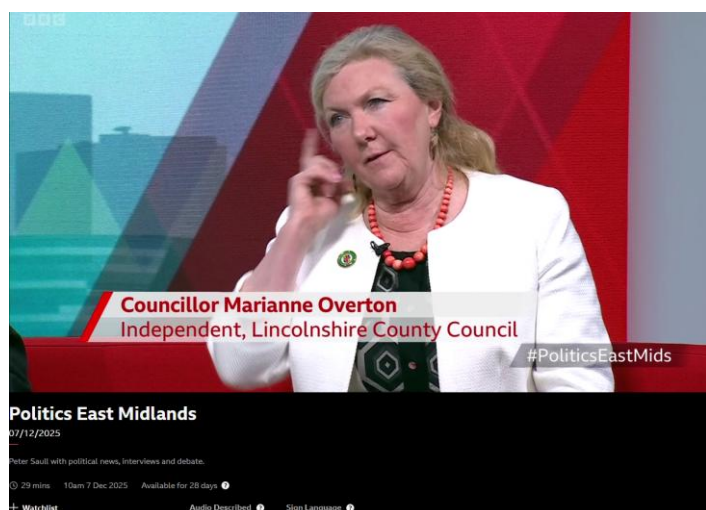 BBC
Councillor Marianne Overton
Independent, Lincolnshire County Council
#PoliticsEastMids
Politics East Midlands
07/12/2025
Peter Saull with political news, interviews and debate.
29 mins 10am 7 Dec 2025 Available for 28 days ?
+ Watchlist Audio Described ? Sign Language ?